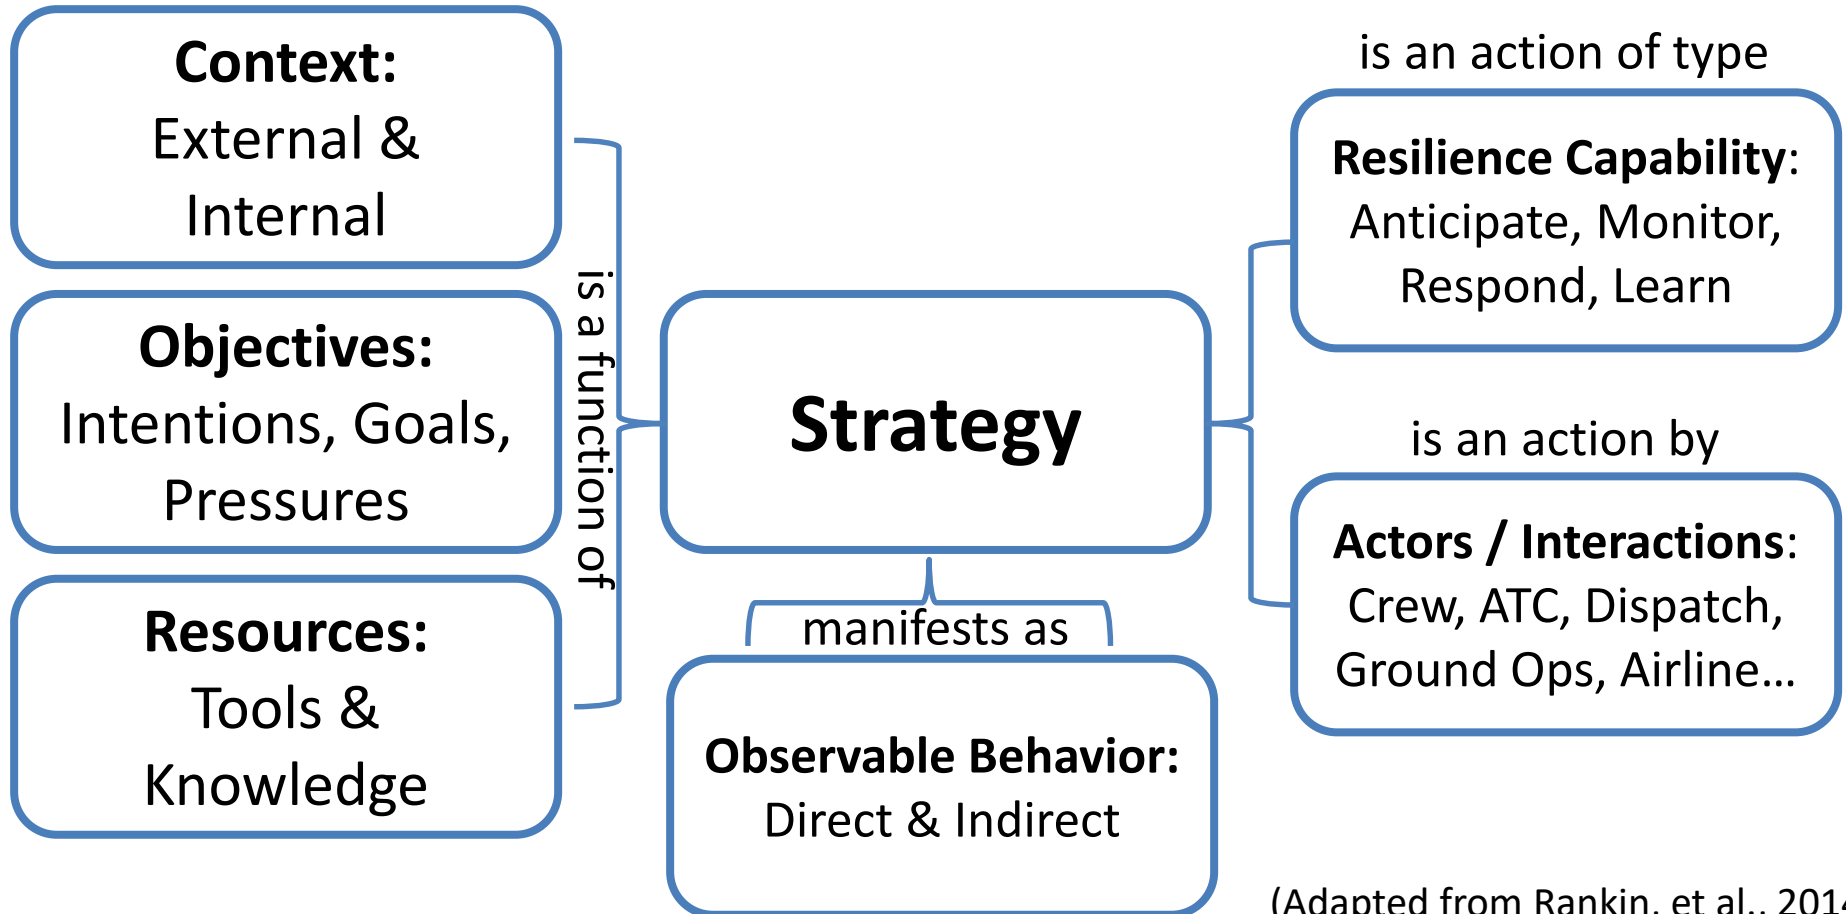 Context:
External &
Internal
Objectives:
Intentions, Goals,
Pressures
Resources:
Tools &
Knowledge
is a function of
Strategy
manifests as
Observable Behavior:
Direct & Indirect
is an action of type
Resilience Capability:
Anticipate, Monitor,
Respond, Learn
is an action by
Actors / Interactions:
Crew, ATC, Dispatch,
Ground Ops, Airline…
(Adapted from Rankin, et al., 2014